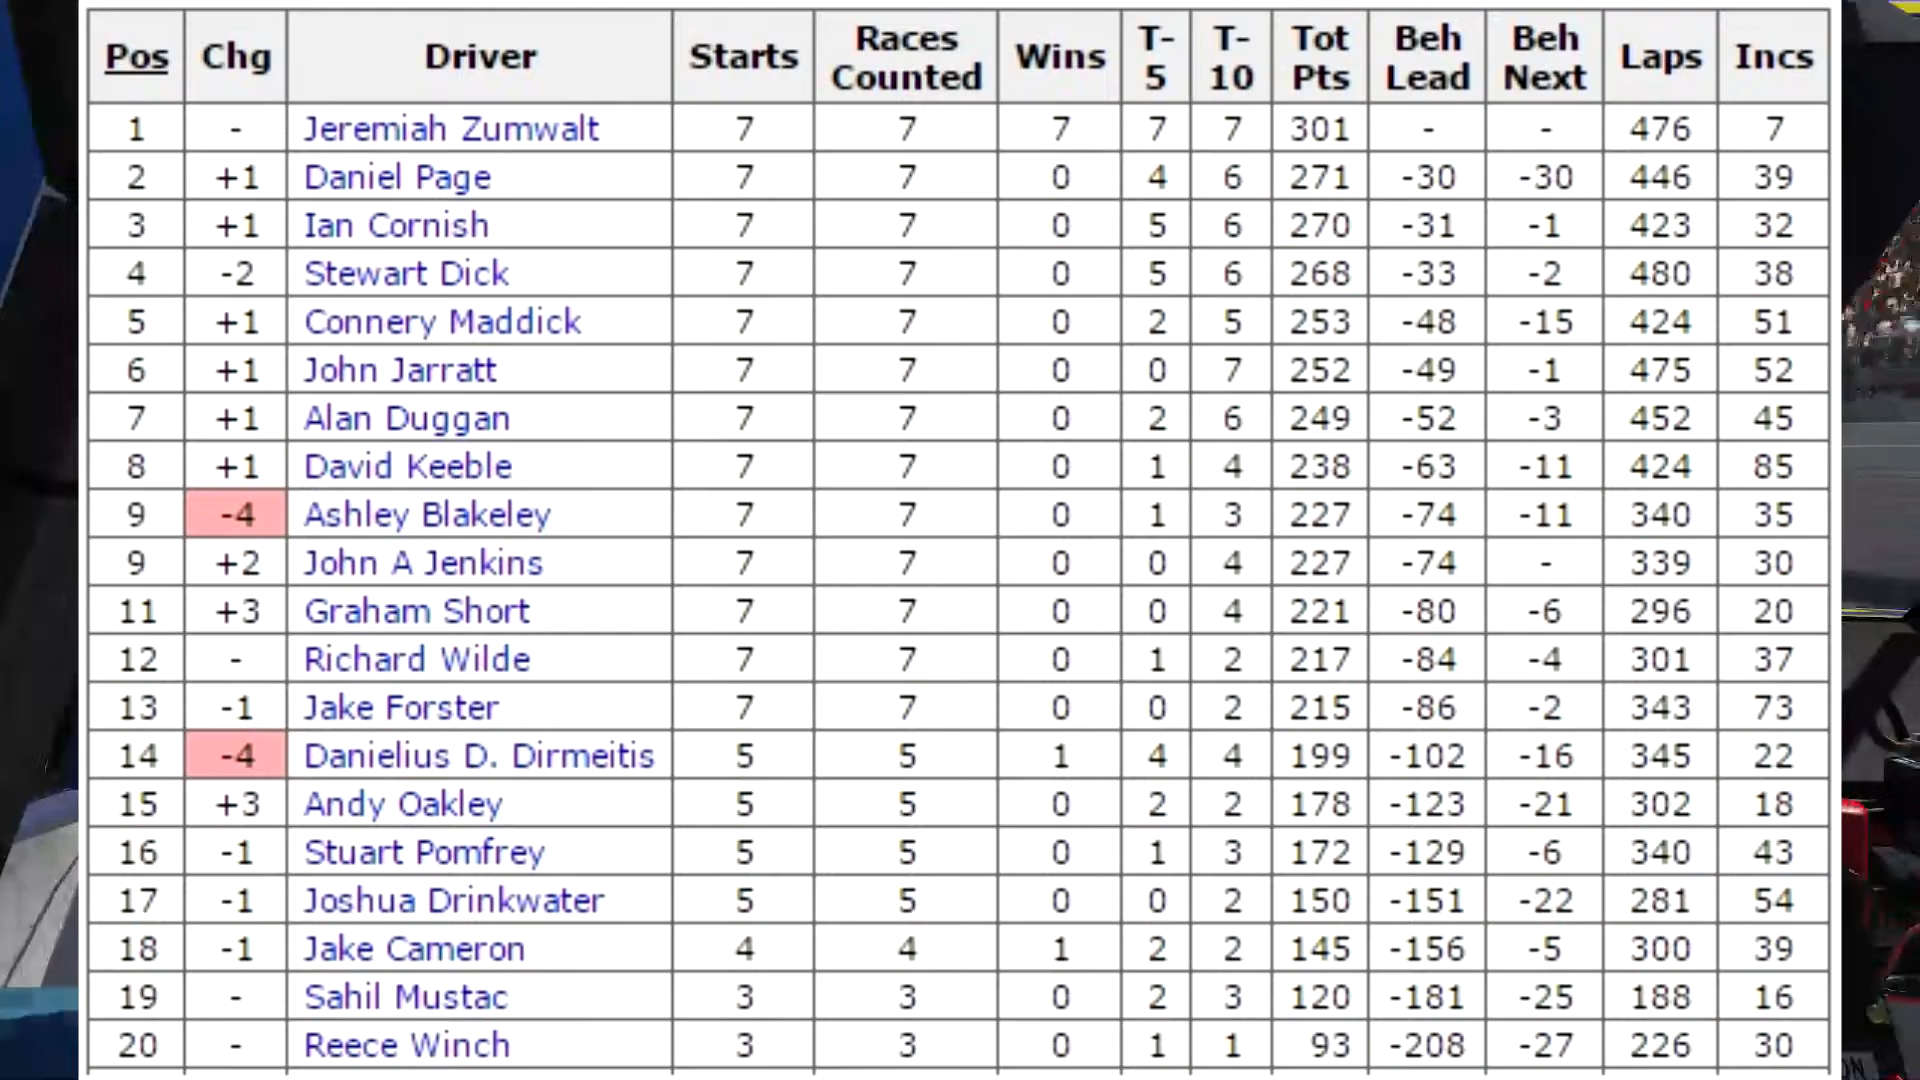 Pos Chg Driver Starts Races Counted Wins T-5 T-10 Tot Pts Beh Lead Beh Next Laps Incs
1 - Jeremiah Zumwalt 7 7 7 7 7 301 - - 476 7
2 +1 Daniel Page 7 7 0 4 6 271 -30 -30 446 39
3 +1 Ian Cornish 7 7 0 5 6 270 -31 -1 423 32
4 -2 Stewart Dick 7 7 0 5 6 268 -33 -2 480 38
5 +1 Connery Maddick 7 7 0 2 5 253 -48 -15 424 51
6 +1 John Jarratt 7 7 0 0 7 252 -49 -1 475 52
7 +1 Alan Duggan 7 7 0 2 6 249 -52 -3 452 45
8 +1 David Keeble 7 7 0 1 4 238 -63 -11 424 85
9 -4 Ashley Blakeley 7 7 0 1 3 227 -74 -11 340 35
9 +2 John A Jenkins 7 7 0 0 4 227 -74 - 339 30
11 +3 Graham Short 7 7 0 0 4 221 -80 -6 296 20
12 - Richard Wilde 7 7 0 1 2 217 -84 -4 301 37
13 -1 Jake Forster 7 7 0 0 2 215 -86 -2 343 73
14 -4 Danielius D. Dirmeitis 5 5 1 4 4 199 -102 -16 345 22
15 +3 Andy Oakley 5 5 0 2 2 178 -123 -21 302 18
16 -1 Stuart Pomfrey 5 5 0 1 3 172 -129 -6 340 43
17 -1 Joshua Drinkwater 5 5 0 0 2 150 -151 -22 281 54
18 -1 Jake Cameron 4 4 1 2 2 145 -156 -5 300 39
19 - Sahil Mustac 3 3 0 2 3 120 -181 -25 188 16
20 - Reece Winch 3 3 0 1 1 93 -208 -27 226 30